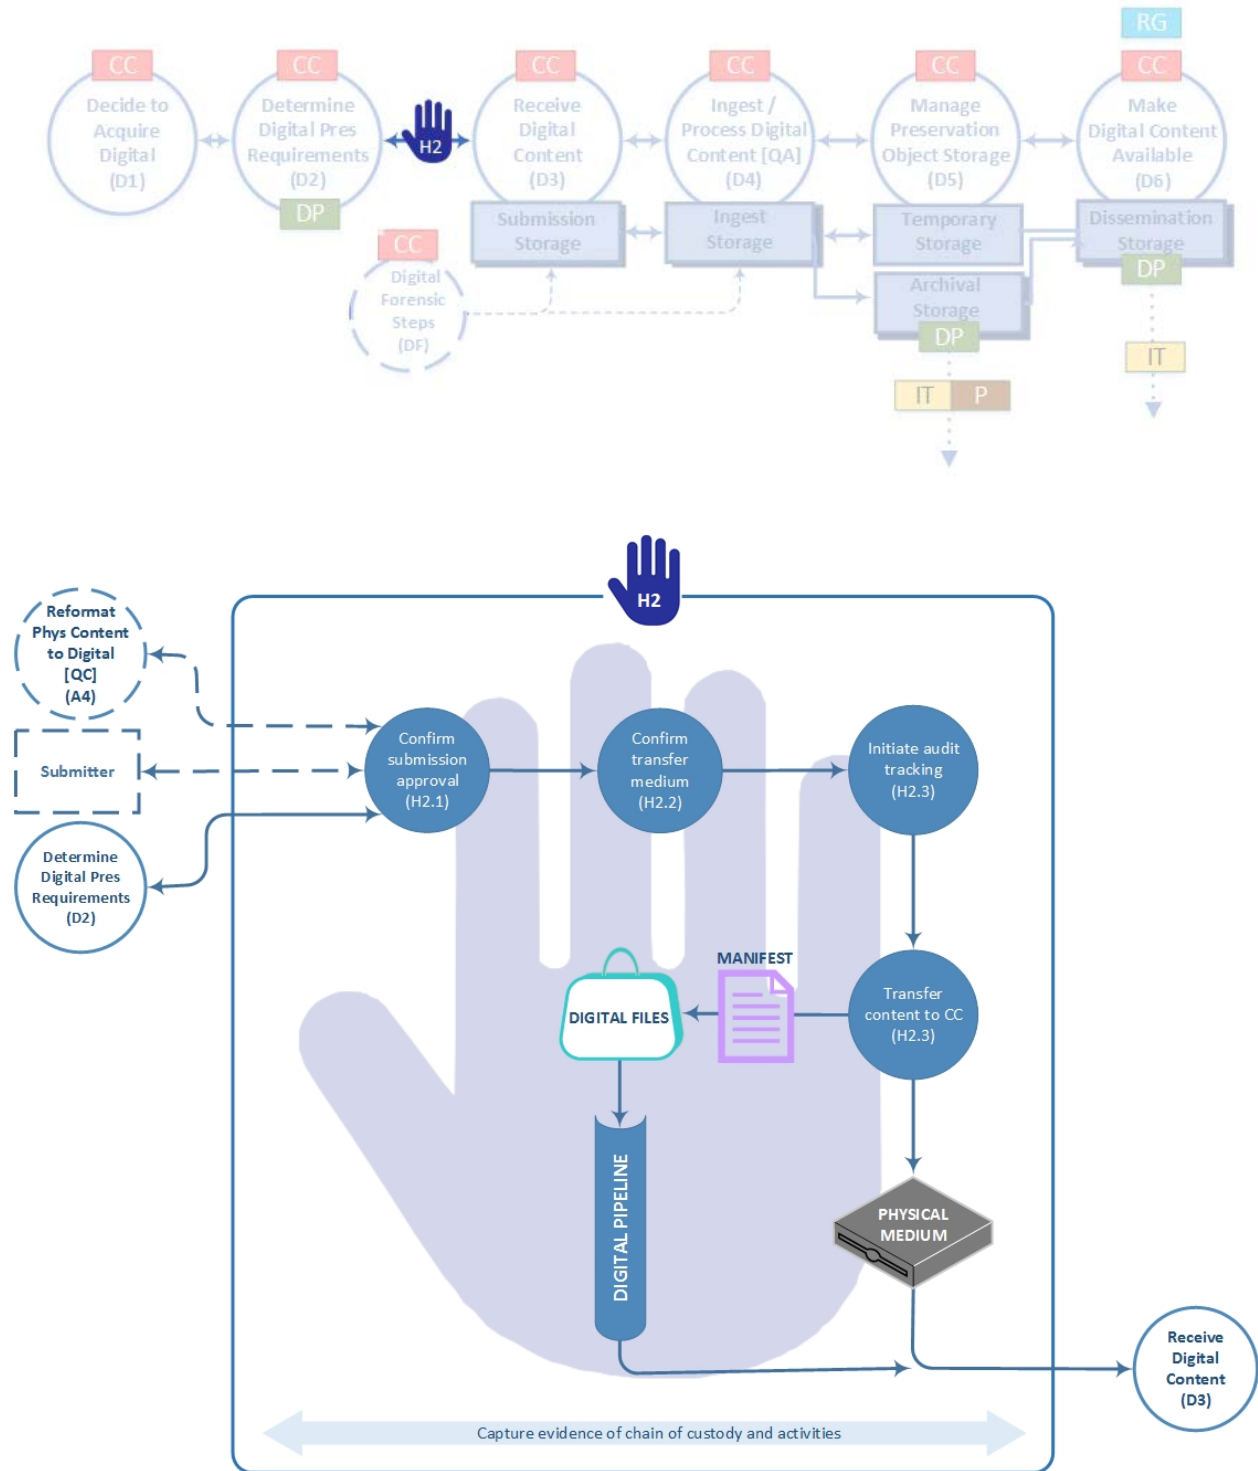 RG
CC
CC
CC
CC
CC
CC
Decide to
Acquire
Digital
(D1)
Determine
Digital Pres
Requirements
(D2)
DP
H2
Receive
Digital
Content
(D3)
Ingest /
Process Digital
Content [QA]
(D4)
Manage
Preservation
Object Storage
(D5)
Make
Digital Content
Available
(D6)
Submission
Storage
Ingest
Storage
Temporary
Storage
Dissemination
Storage
DP
CC
Digital
Forensic
Steps
(DF)
Archival
Storage
DP
IT
IT
P
H2
Reformat
Phys Content
to Digital
[QC]
(A4)
Submitter
Determine
Digital Pres
Requirements
(D2)
Confirm
submission
approval
(H2.1)
Confirm
transfer
medium
(H2.2)
Initiate audit
tracking
(H2.3)
MANIFEST
DIGITAL FILES
Transfer
content to CC
(H2.3)
DIGITAL PIPELINE
PHYSICAL
MEDIUM
Receive
Digital
Content
(D3)
Capture evidence of chain of custody and activities